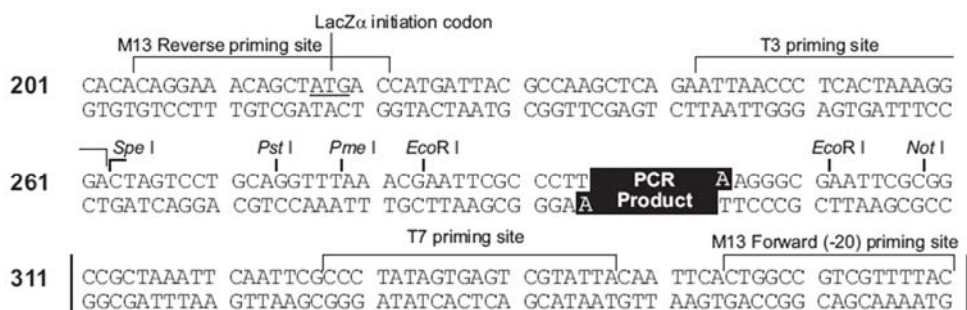 LacZα initiation codon
M13 Reverse priming site T3 priming site
201 CACACAGGAA ACAGCTATGA CCATGATTAC GCCAAGCTCA GAATTAACCC TCACTAAAGG
GTGTGTCCTT TGTCGATACT GGTACTAATG CGGTTCGAGT CTTAATTGGG AGTGATTTCC
Spe I Pst I Pme I EcoR I EcoR I Not I
261 GACTAGTCCT GCAGGTTTAA ACGAATTCGC CCTT PCR A AGGGC GAATTCGCGG
CTGATCAGGA CGTCCAAATT TGCTTAAGCG GGA A Product TTCCCG CTTAAGCGCC
T7 priming site M13 Forward (-20) priming site
311 CCGCTAAATT CAATTCGCCC TATAGTGAGT CGTATTACAA TTCACTGGCC GTCGTTTTAC
GGCGATTTAA GTTAAGCGGG ATATCACTCA GCATAATGTT AAGTGACCGG CAGCAAAATG